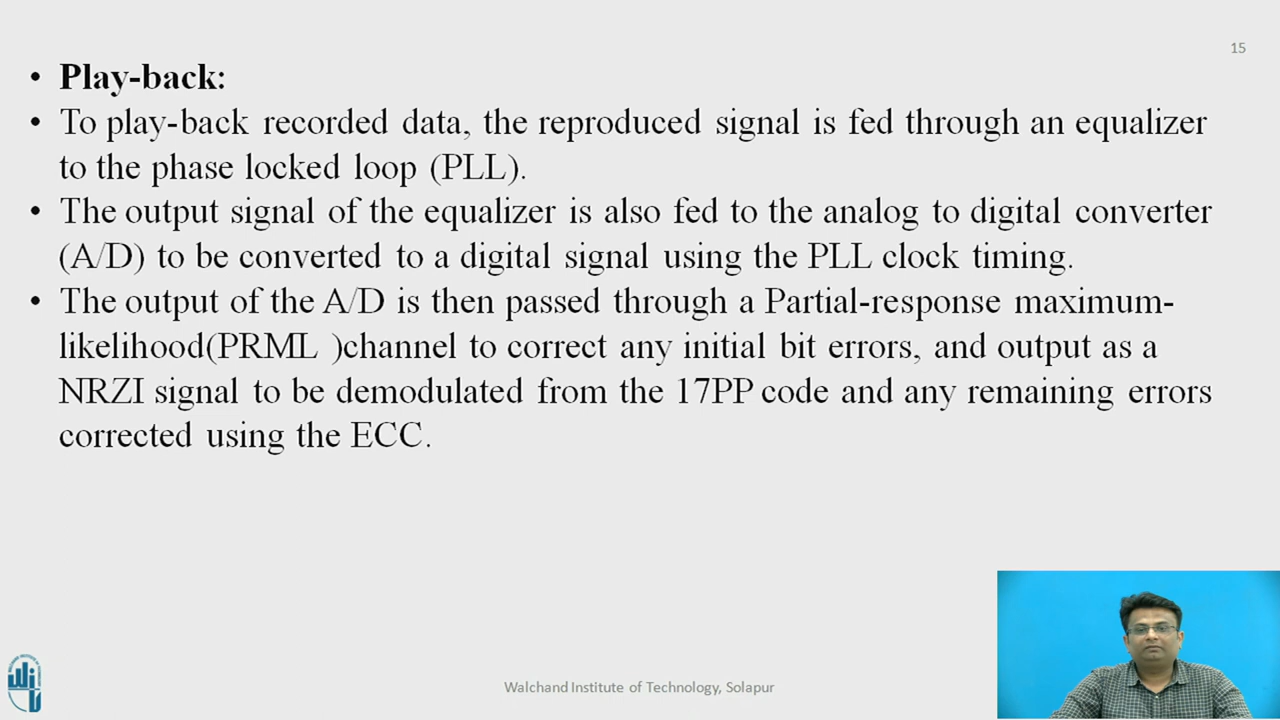 15
• Play-back:
• To play-back recorded data, the reproduced signal is fed through an equalizer
to the phase locked loop (PLL).
• The output signal of the equalizer is also fed to the analog to digital converter
(A/D) to be converted to a digital signal using the PLL clock timing.
• The output of the A/D is then passed through a Partial-response maximum-
likelihood(PRML )channel to correct any initial bit errors, and output as a
NRZI signal to be demodulated from the 17PP code and any remaining errors
corrected using the ECC.
Walchand Institute of Technology, Solapur